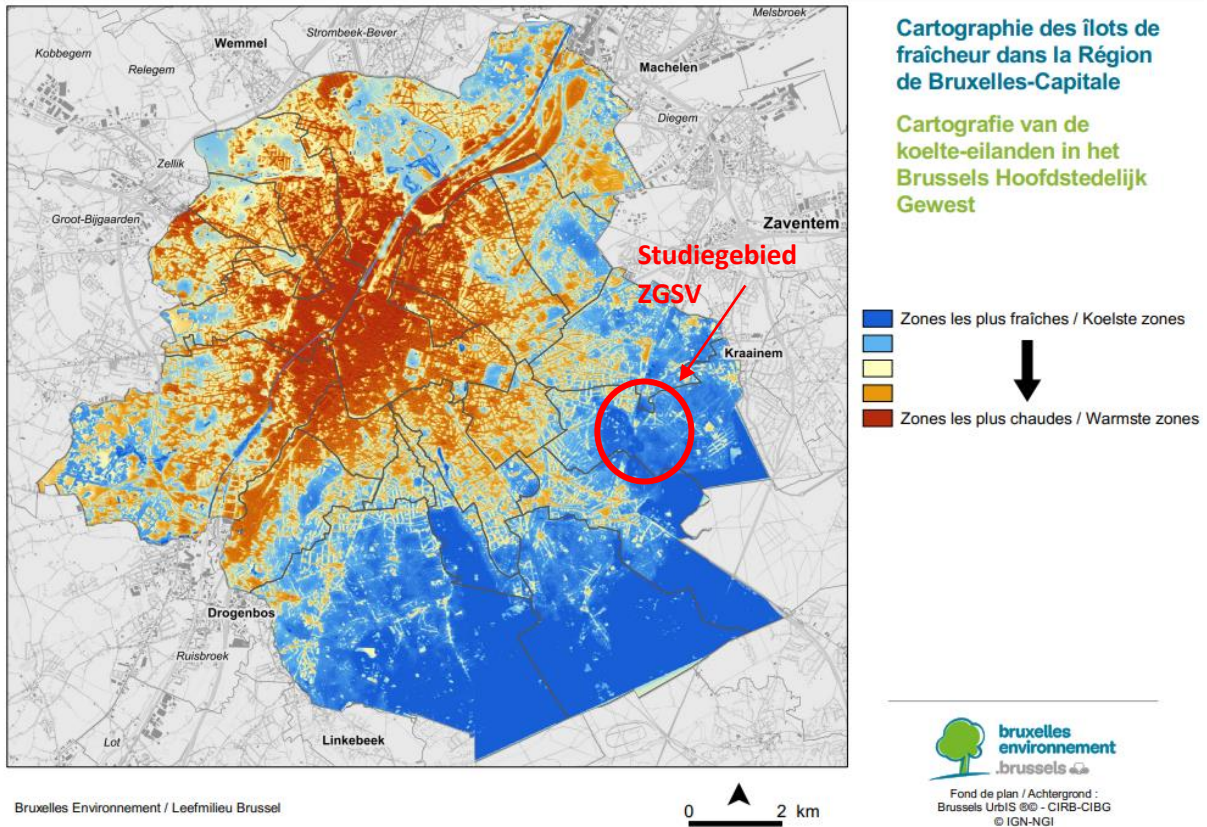 Melsbroek
Strombeek-Bever
Wemmel
Kobbegem
Relegem
Machelen
Diegem
Zellik
Groot-Bijgaarden
Zaventem
Studiegebied
ZGSV
Kraainem
Drogenbos
Ruisbroek
Linkebeek
Lot
Cartographie des îlots de
fraîcheur dans la Région
de Bruxelles-Capitale
Cartografie van de
koelte-eilanden in het
Brussels Hoofdstedelijk
Gewest
Zones les plus fraîches / Koelste zones
Zones les plus chaudes / Warmste zones
bruxelles
environnement
.brussels
Fond de plan / Achtergrond :
Brussels UrbIS ®© - CIRB-CIBG
© IGN-NGI
Bruxelles Environnement / Leefmilieu Brussel
0 2 km